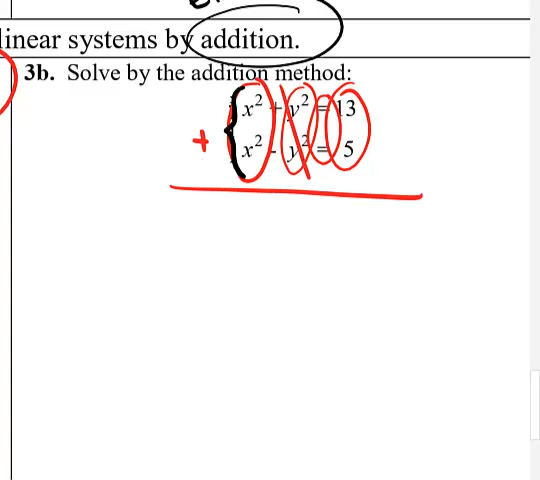 linear systems by addition.
3b. Solve by the addition method:
x² + y² = 13
+
x² - y² = 5